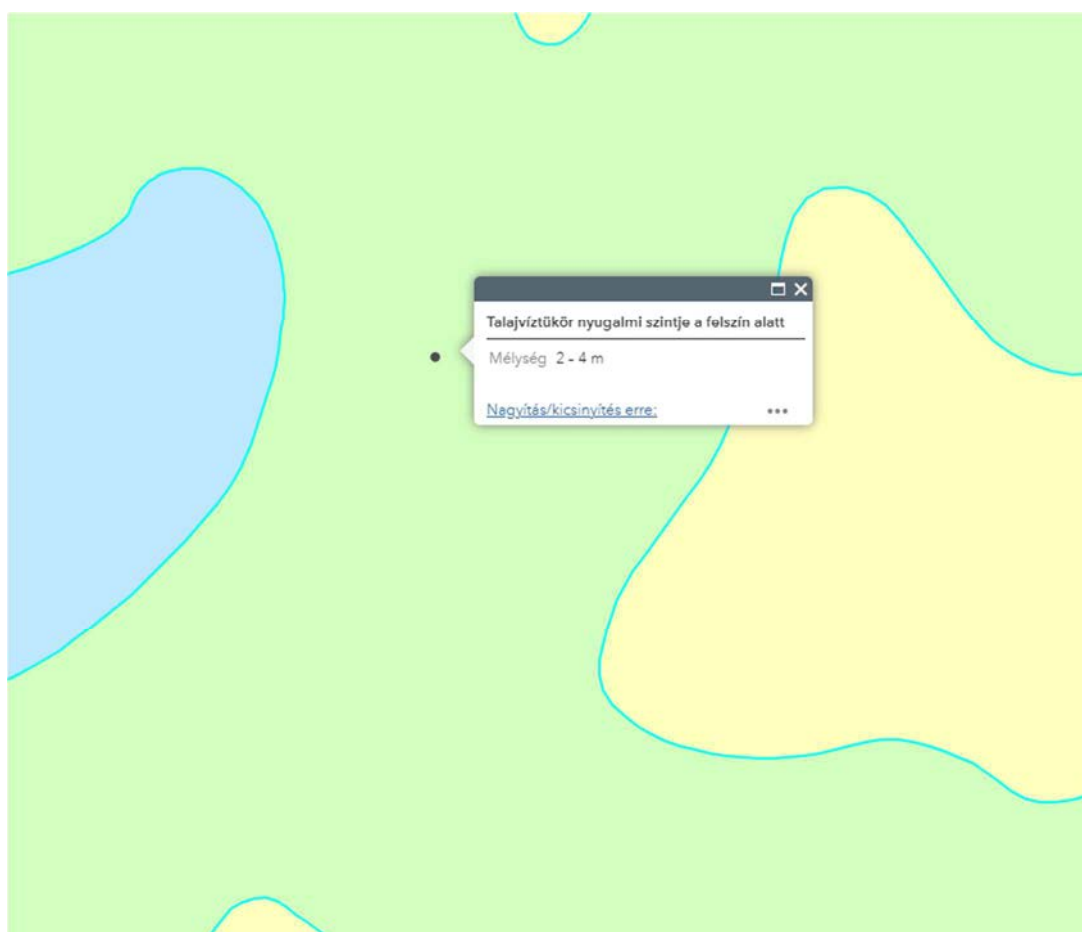 Talajvíztükör nyugalmi szintje a felszín alatt
Mélység 2 - 4 m
Nagyítás/kicsinyítés erre: